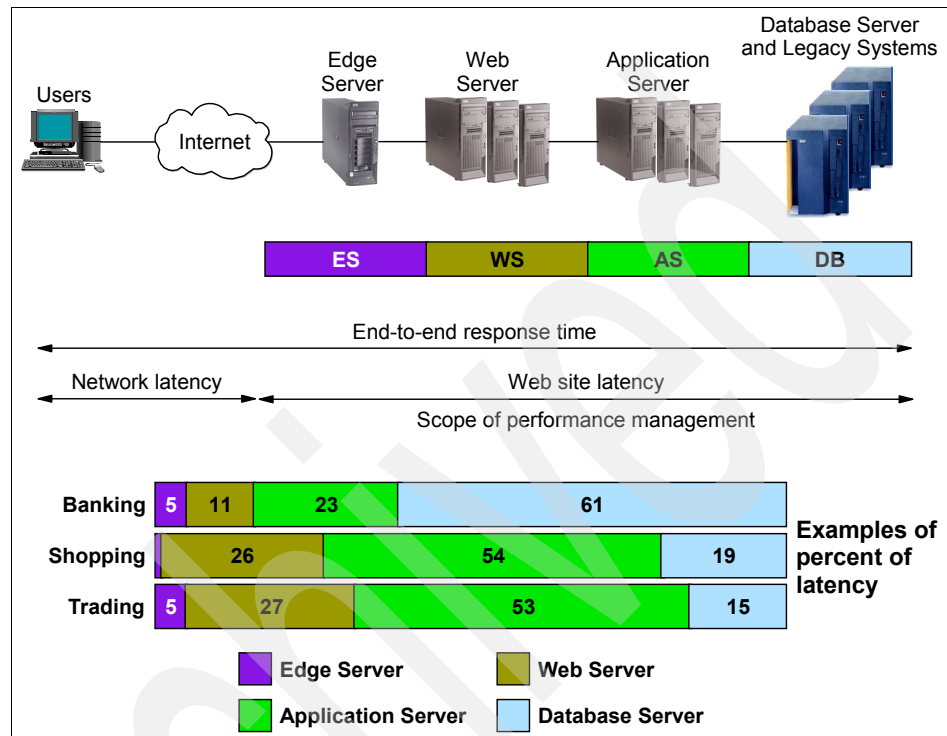 Database Server
and Legacy Systems
Edge
Server
Web
Server
Application
Server
Users
Internet
ES WS AS DB
End-to-end response time
Network latency Web site latency
Scope of performance management
Banking 5 11 23 61
Shopping 26 54 19
Trading 5 27 53 15
Examples of
percent of
latency
Edge Server Web Server
Application Server Database Server